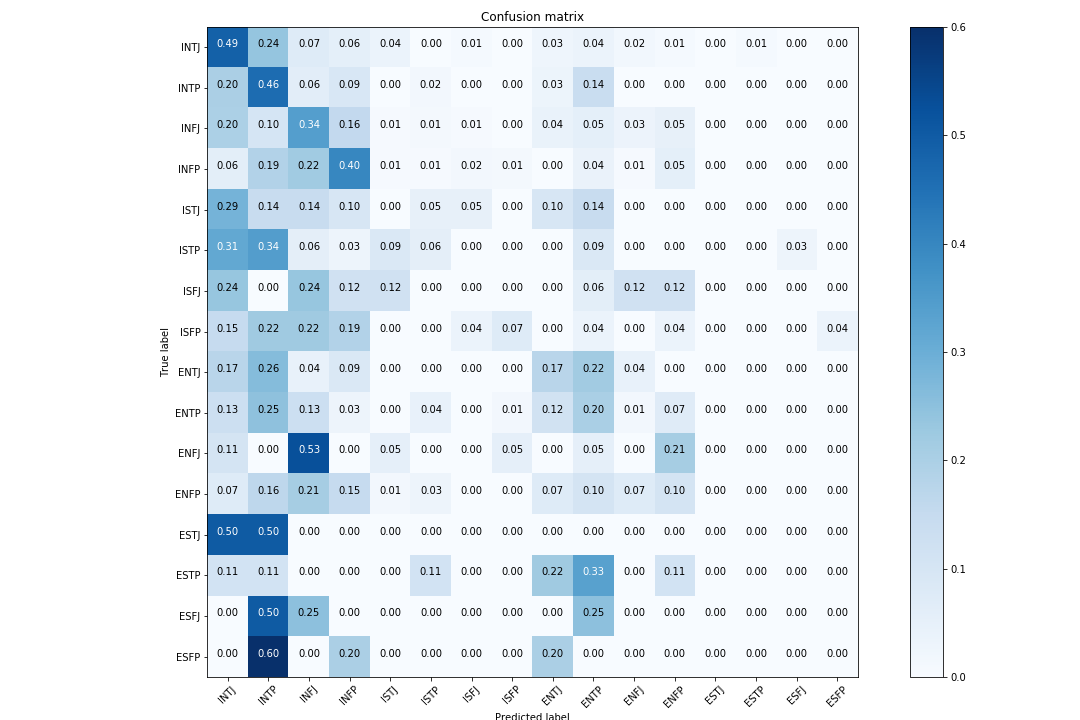 Confusion matrix
INTJ 0.49 0.24 0.07 0.06 0.04 0.00 0.01 0.00 0.03 0.04 0.02 0.01 0.00 0.01 0.00 0.00
INTP 0.20 0.46 0.06 0.09 0.00 0.02 0.00 0.00 0.03 0.14 0.00 0.00 0.00 0.00 0.00 0.00
INFJ 0.20 0.10 0.34 0.16 0.01 0.01 0.01 0.00 0.04 0.05 0.03 0.05 0.00 0.00 0.00 0.00
INFP 0.06 0.19 0.22 0.40 0.01 0.01 0.02 0.01 0.00 0.04 0.01 0.05 0.00 0.00 0.00 0.00
ISTJ 0.29 0.14 0.14 0.10 0.00 0.05 0.05 0.00 0.10 0.14 0.00 0.00 0.00 0.00 0.00 0.00
ISTP 0.31 0.34 0.06 0.03 0.09 0.06 0.00 0.00 0.00 0.09 0.00 0.00 0.00 0.00 0.03 0.00
ISFJ 0.24 0.00 0.24 0.12 0.12 0.00 0.00 0.00 0.00 0.06 0.12 0.12 0.00 0.00 0.00 0.00
ISFP 0.15 0.22 0.22 0.19 0.00 0.00 0.04 0.07 0.00 0.04 0.00 0.04 0.00 0.00 0.00 0.04
ENTJ 0.17 0.26 0.04 0.09 0.00 0.00 0.00 0.00 0.17 0.22 0.04 0.00 0.00 0.00 0.00 0.00
ENTP 0.13 0.25 0.13 0.03 0.00 0.04 0.00 0.01 0.12 0.20 0.01 0.07 0.00 0.00 0.00 0.00
ENFJ 0.11 0.00 0.53 0.00 0.05 0.00 0.00 0.05 0.00 0.05 0.00 0.21 0.00 0.00 0.00 0.00
ENFP 0.07 0.16 0.21 0.15 0.01 0.03 0.00 0.00 0.07 0.10 0.07 0.10 0.00 0.00 0.00 0.00
ESTJ 0.50 0.50 0.00 0.00 0.00 0.00 0.00 0.00 0.00 0.00 0.00 0.00 0.00 0.00 0.00 0.00
ESTP 0.11 0.11 0.00 0.00 0.00 0.11 0.00 0.00 0.22 0.33 0.00 0.11 0.00 0.00 0.00 0.00
ESFJ 0.00 0.50 0.25 0.00 0.00 0.00 0.00 0.00 0.00 0.25 0.00 0.00 0.00 0.00 0.00 0.00
ESFP 0.00 0.60 0.00 0.20 0.00 0.00 0.00 0.00 0.20 0.00 0.00 0.00 0.00 0.00 0.00 0.00
INTJ INTP INFJ INFP ISTJ ISTP ISFJ ISFP ENTJ ENTP ENFJ ENFP ESTJ ESTP ESFJ ESFP
True label
Predicted label
0.6
0.5
0.4
0.3
0.2
0.1
0.0